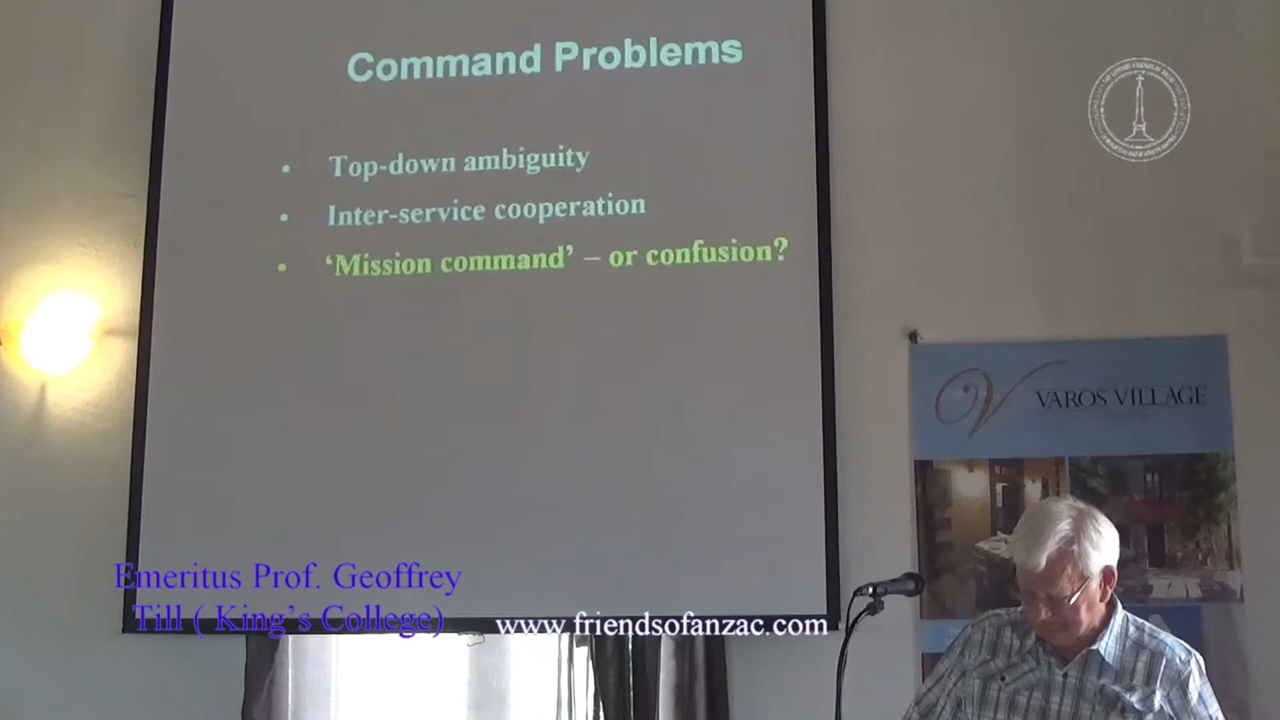 Command Problems
• Top-down ambiguity
• Inter-service cooperation
• ‘Mission command’ – or confusion?
VAROS VILLAGE
Emeritus Prof. Geoffrey
Till ( King’s College)
www.friendsofanzac.com